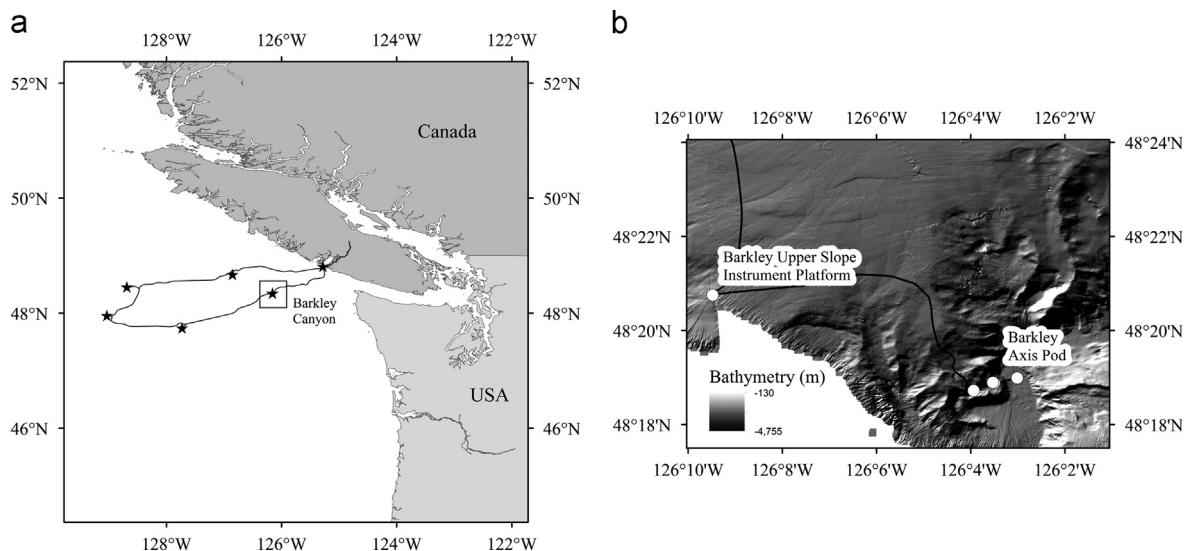 a
128°W 126°W 124°W 122°W
52°N
50°N
48°N
46°N
Canada
Barkley
Canyon
USA
128°W 126°W 124°W 122°W
b
126°10'W 126°8'W 126°6'W 126°4'W 126°2'W
48°24'N
48°22'N
48°20'N
48°18'N
Barkley Upper Slope
Instrument Platform
Barkley
Axis Pod
Bathymetry (m)
-130
-4,755
48°24'N
48°22'N
48°20'N
48°18'N
126°10'W 126°8'W 126°6'W 126°4'W 126°2'W